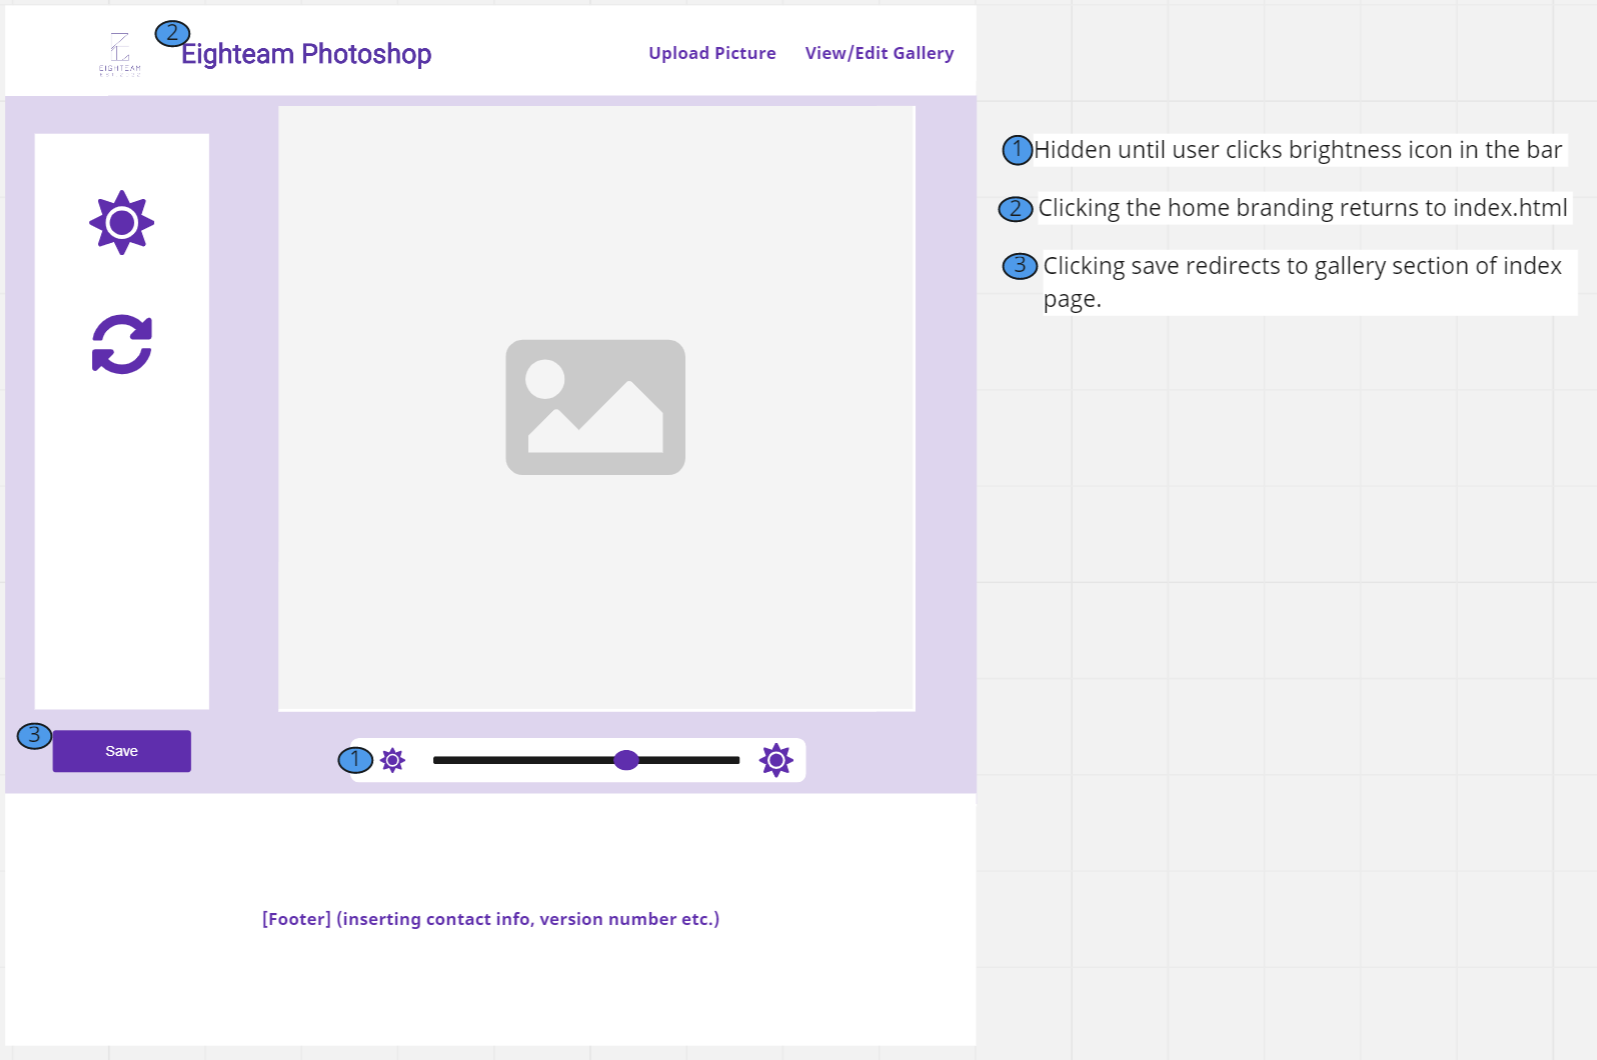 2
EIGHTEAM
Eighteam Photoshop
Upload Picture
View/Edit Gallery
1 Hidden until user clicks brightness icon in the bar
2 Clicking the home branding returns to index.html
3 Clicking save redirects to gallery section of index
page.
3
Save
1
[Footer] (inserting contact info, version number etc.)